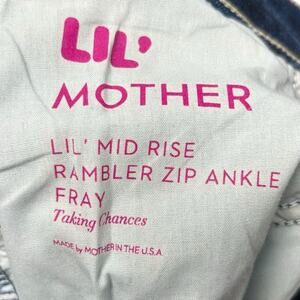 LIL'
MOTHER
LIL' MID RISE
RAMBLER ZIP ANKLE
FRAY
Taking Chances
MADE by MOTHER IN THE U.S.A.